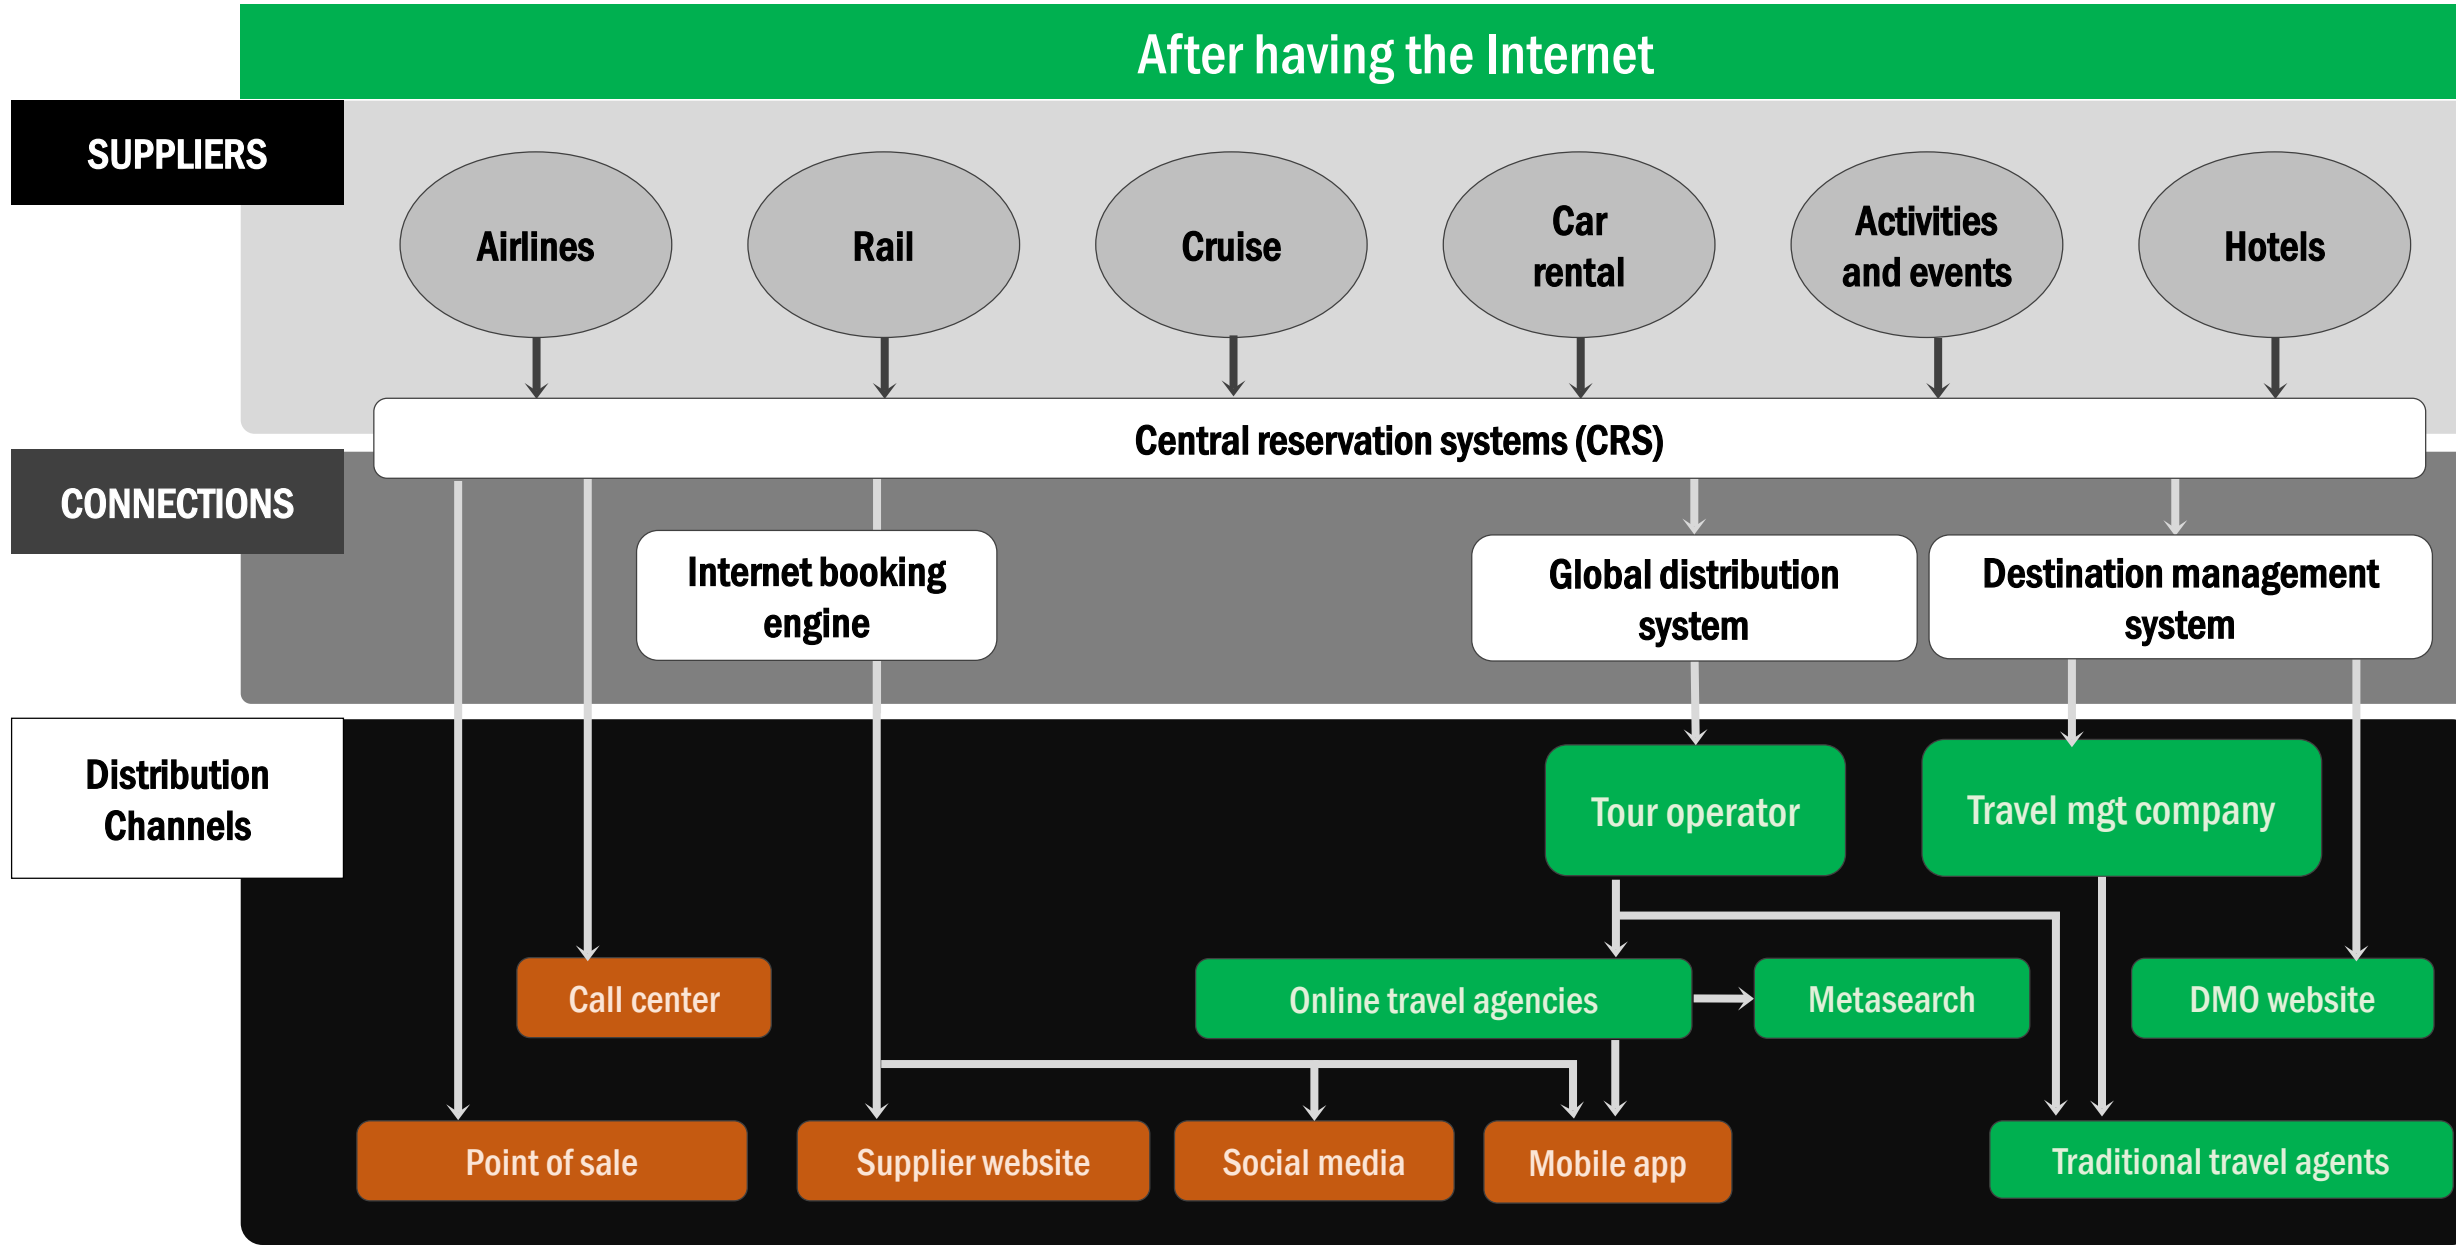 After having the Internet
SUPPLIERS
Airlines
Rail
Cruise
Car
rental
Activities
and events
Hotels
Central reservation systems (CRS)
CONNECTIONS
Internet booking
engine
Global distribution
system
Destination management
system
Distribution
Channels
Tour operator
Travel mgt company
Call center
Online travel agencies
Metasearch
DMO website
Point of sale
Supplier website
Social media
Mobile app
Traditional travel agents